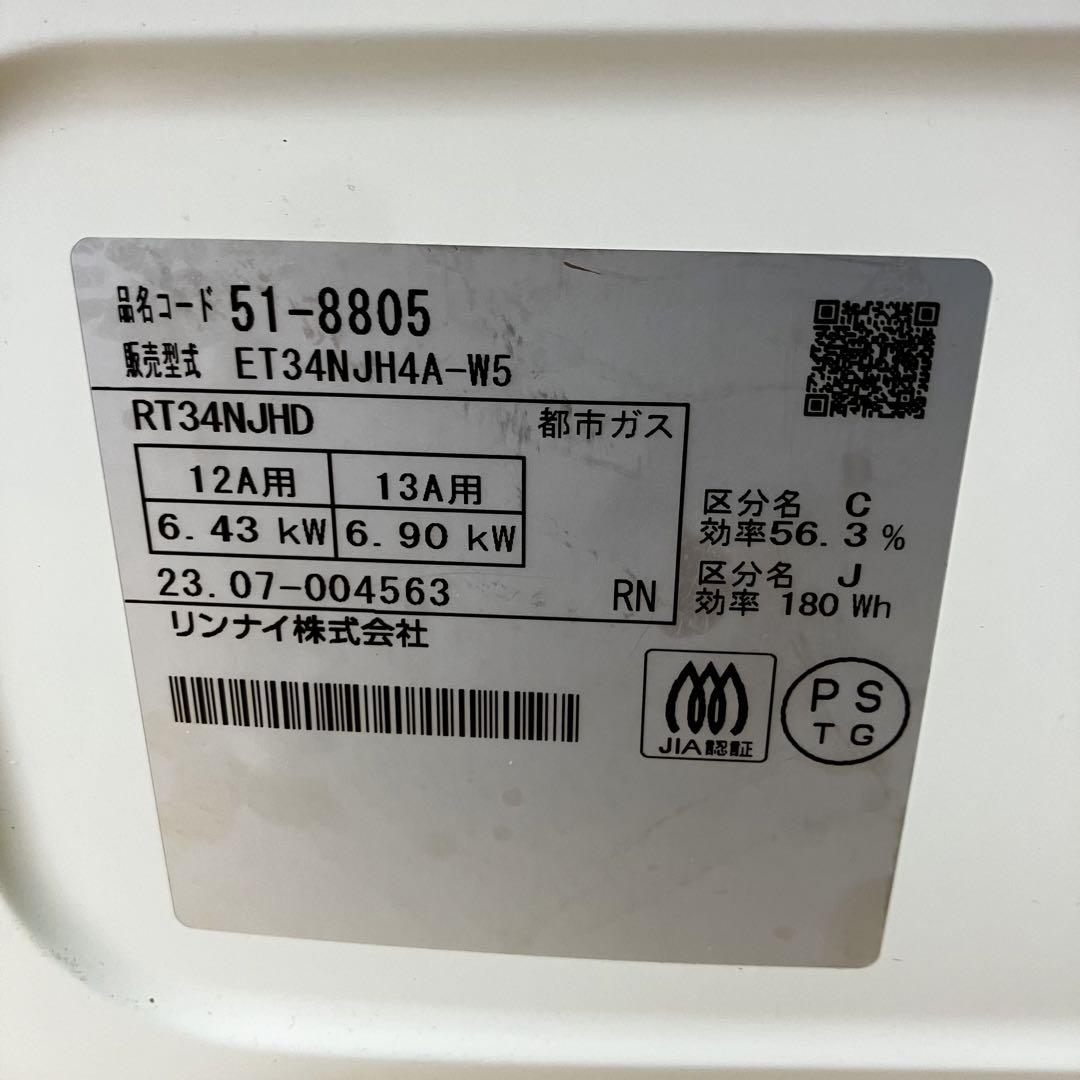 品名コード 51-8805
販売型式 ET34NJH4A-W5
RT34NJHD 都市ガス
12A用 13A用
6.43 kW 6.90 kW
23.07-004563 RN
リンナイ株式会社
区分名 C
効率56.3 %
区分名 J
効率 180 Wh
JIA認証
PS
TG